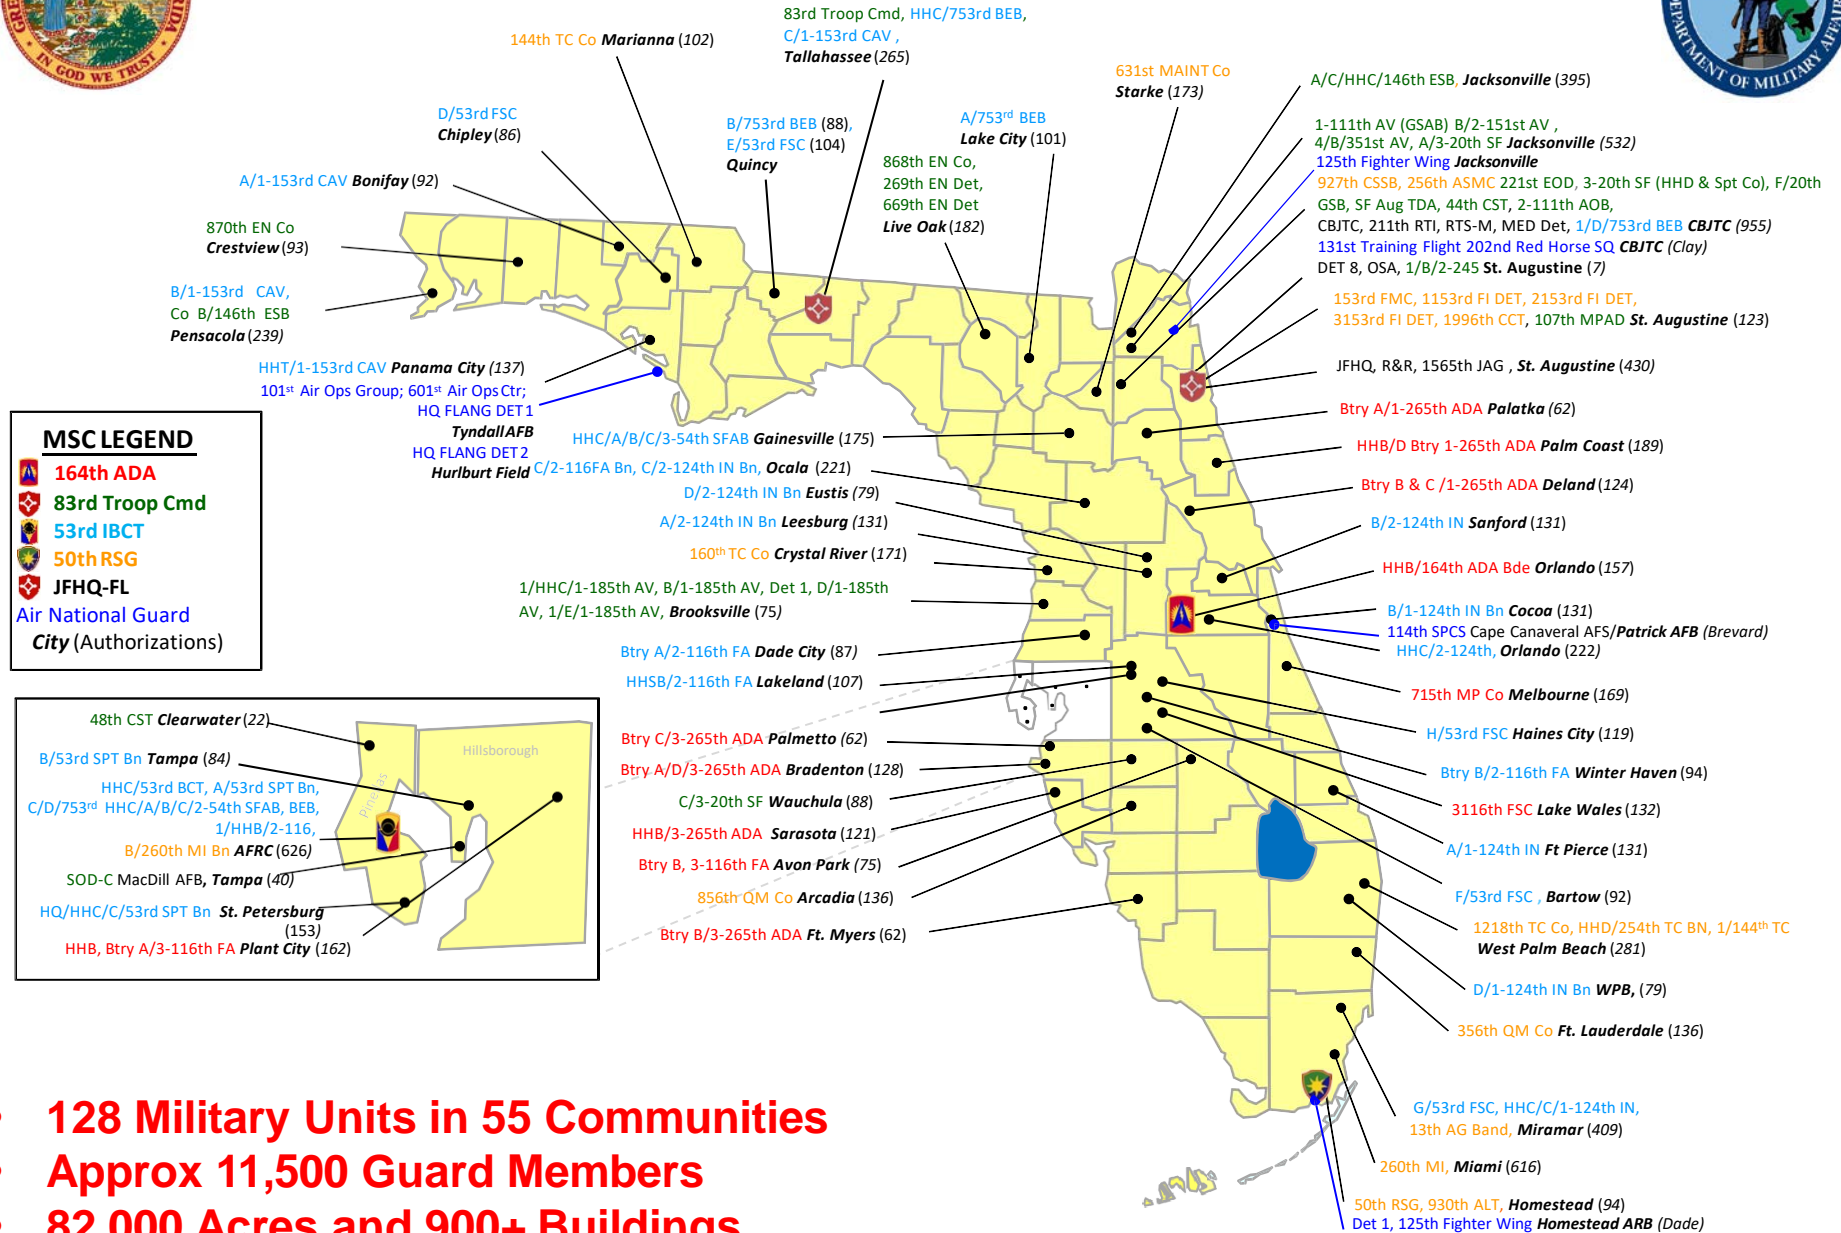 IN GOD WE TRUST
DEPARTMENT OF MILITARY AFFAIRS
83rd Troop Cmd, HHC/753rd BEB,
C/1-153rd CAV ,
Tallahassee (265)
144th TC Co Marianna (102)
D/53rd FSC
Chipley (86)
B/753rd BEB (88),
E/53rd FSC (104)
Quincy
A/753rd BEB
Lake City (101)
868th EN Co,
269th EN Det,
669th EN Det
Live Oak (182)
631st MAINT Co
Starke (173)
A/1-153rd CAV Bonifay (92)
870th EN Co
Crestview (93)
B/1-153rd CAV,
Co B/146th ESB
Pensacola (239)
HHT/1-153rd CAV Panama City (137)
101st Air Ops Group; 601st Air Ops Ctr;
HQ FLANG DET 1
Tyndall AFB
HQ FLANG DET 2
Hurlburt Field
A/C/HHC/146th ESB, Jacksonville (395)
1-111th AV (GSAB) B/2-151st AV ,
4/B/351st AV, A/3-20th SF Jacksonville (532)
125th Fighter Wing Jacksonville
927th CSSB, 256th ASMC 221st EOD, 3-20th SF (HHD & Spt Co), F/20th
GSB, SF Aug TDA, 44th CST, 2-111th AOB,
CBJTC, 211th RTI, RTS-M, MED Det, 1/D/753rd BEB CBJTC (955)
131st Training Flight 202nd Red Horse SQ CBJTC (Clay)
DET 8, OSA, 1/B/2-245 St. Augustine (7)
153rd FMC, 1153rd FI DET, 2153rd FI DET,
3153rd FI DET, 1996th CCT, 107th MPAD St. Augustine (123)
JFHQ, R&R, 1565th JAG , St. Augustine (430)
Btry A/1-265th ADA Palatka (62)
HHB/D Btry 1-265th ADA Palm Coast (189)
Btry B & C /1-265th ADA Deland (124)
B/2-124th IN Sanford (131)
HHB/164th ADA Bde Orlando (157)
B/1-124th IN Bn Cocoa (131)
114th SPCS Cape Canaveral AFS/Patrick AFB (Brevard)
HHC/2-124th, Orlando (222)
715th MP Co Melbourne (169)
H/53rd FSC Haines City (119)
Btry B/2-116th FA Winter Haven (94)
3116th FSC Lake Wales (132)
A/1-124th IN Ft Pierce (131)
F/53rd FSC , Bartow (92)
1218th TC Co, HHD/254th TC BN, 1/144th TC
West Palm Beach (281)
D/1-124th IN Bn WPB, (79)
356th QM Co Ft. Lauderdale (136)
G/53rd FSC, HHC/C/1-124th IN,
13th AG Band, Miramar (409)
260th MI, Miami (616)
50th RSG, 930th ALT, Homestead (94)
Det 1, 125th Fighter Wing Homestead ARB (Dade)
HHC/A/B/C/3-54th SFAB Gainesville (175)
C/2-116FA Bn, C/2-124th IN Bn, Ocala (221)
D/2-124th IN Bn Eustis (79)
A/2-124th IN Bn Leesburg (131)
160th TC Co Crystal River (171)
1/HHC/1-185th AV, B/1-185th AV, Det 1, D/1-185th
AV, 1/E/1-185th AV, Brooksville (75)
Btry A/2-116th FA Dade City (87)
HHSB/2-116th FA Lakeland (107)
Btry C/3-265th ADA Palmetto (62)
Btry A/D/3-265th ADA Bradenton (128)
C/3-20th SF Wauchula (88)
HHB/3-265th ADA Sarasota (121)
Btry B, 3-116th FA Avon Park (75)
856th QM Co Arcadia (136)
Btry B/3-265th ADA Ft. Myers (62)
MSC LEGEND
164th ADA
83rd Troop Cmd
53rd IBCT
50th RSG
JFHQ-FL
Air National Guard
City (Authorizations)
48th CST Clearwater (22)
B/53rd SPT Bn Tampa (84)
HHC/53rd BCT, A/53rd SPT Bn,
C/D/753rd HHC/A/B/C/2-54th SFAB, BEB,
1/HHB/2-116,
B/260th MI Bn AFRC (626)
SOD-C MacDill AFB, Tampa (40)
HQ/HHC/C/53rd SPT Bn St. Petersburg
(153)
HHB, Btry A/3-116th FA Plant City (162)
Pinellas
Hillsborough
• 128 Military Units in 55 Communities
• Approx 11,500 Guard Members
• 82,000 Acres and 900+ Buildings